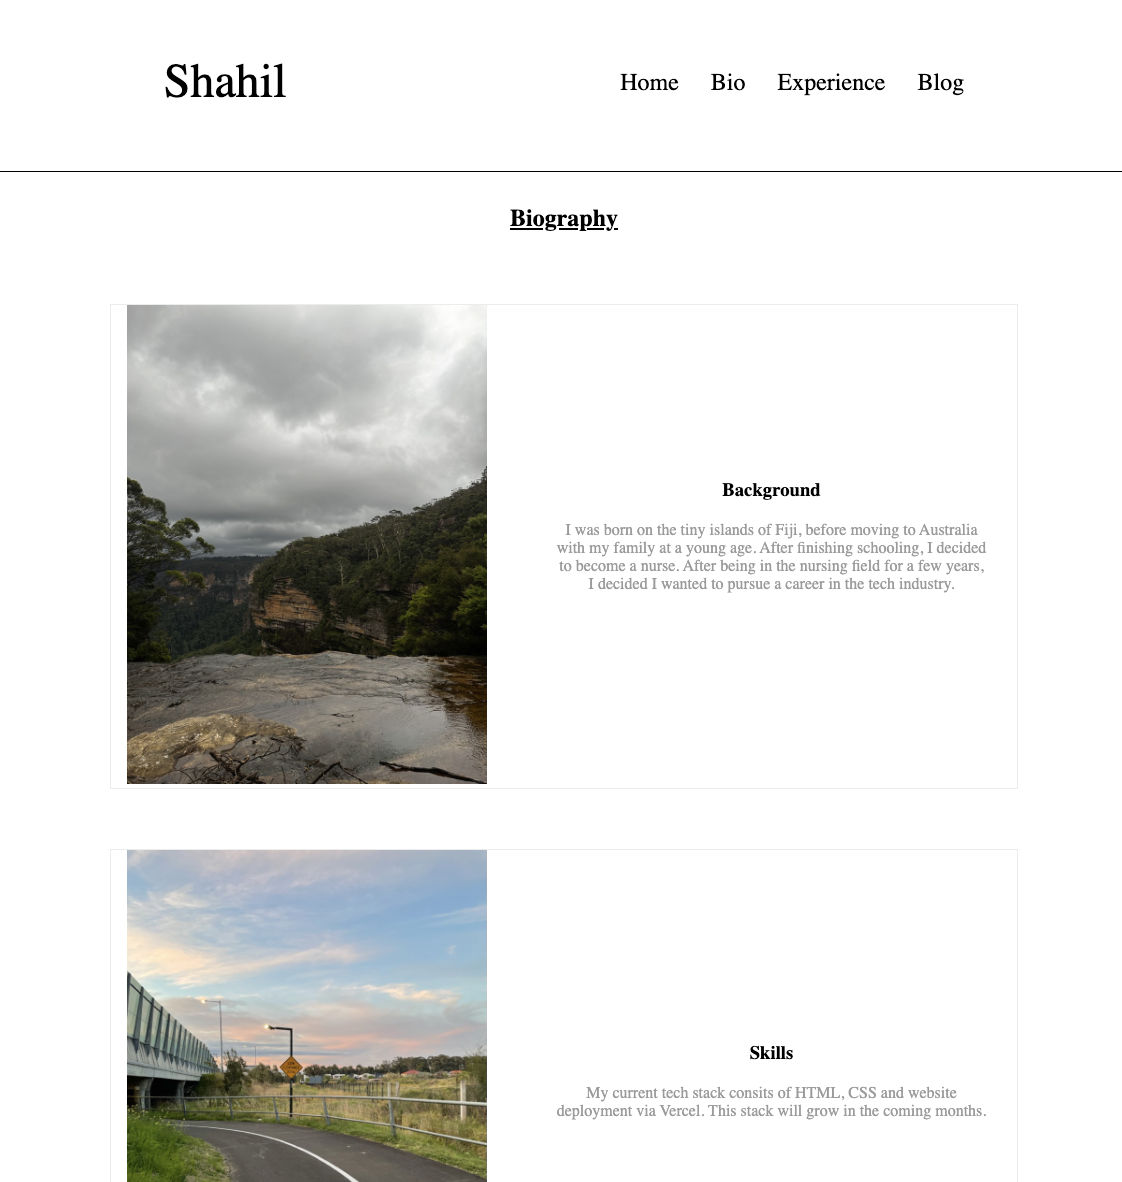 Shahil
Home Bio Experience Blog
Biography
Background
I was born on the tiny islands of Fiji, before moving to Australia
with my family at a young age. After finishing schooling, I decided
to become a nurse. After being in the nursing field for a few years,
I decided I wanted to pursue a career in the tech industry.
Skills
My current tech stack consits of HTML, CSS and website
deployment via Vercel. This stack will grow in the coming months.